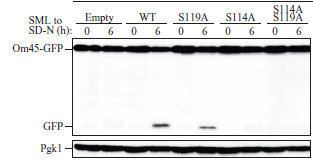 SML to Empty WT S119A S114A S114A
S119A
SD-N (h): 0 6 0 6 0 6 0 6 0 6
Om45-GFP
GFP
Pgk1